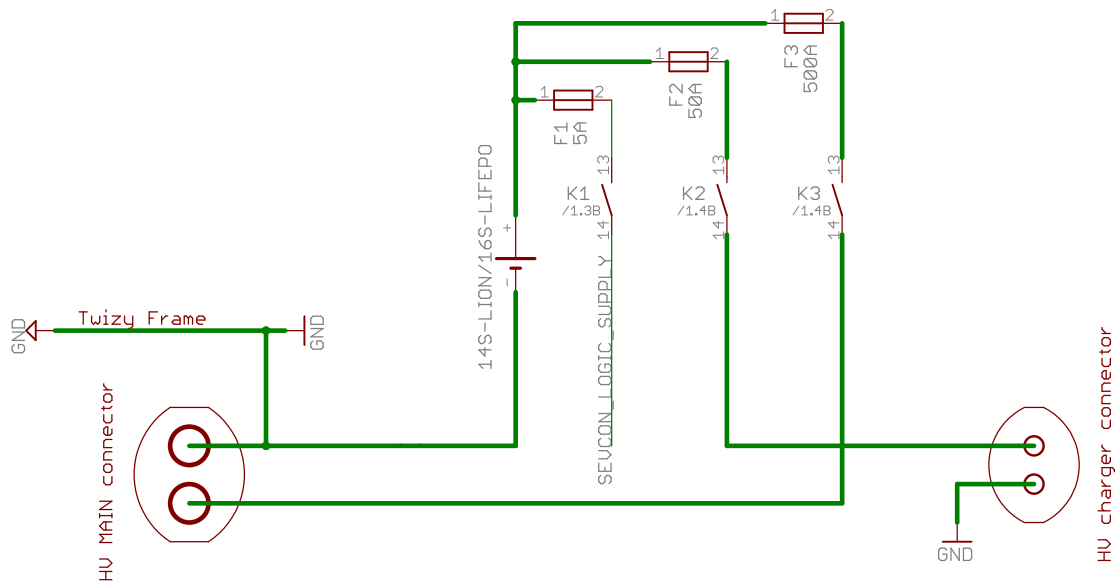 1 2
F3
500A
1 2
F2
50A
1 2
F1
5A
13
K1
/1.3B
14
13
K2
/1.4B
14
13
K3
/1.4B
14
14S-LION/16S-LIFEPO
+
-
SEVCON_LOGIC_SUPPLY
GND
Twizy Frame
GND
HV MAIN connector
HV charger connector
GND